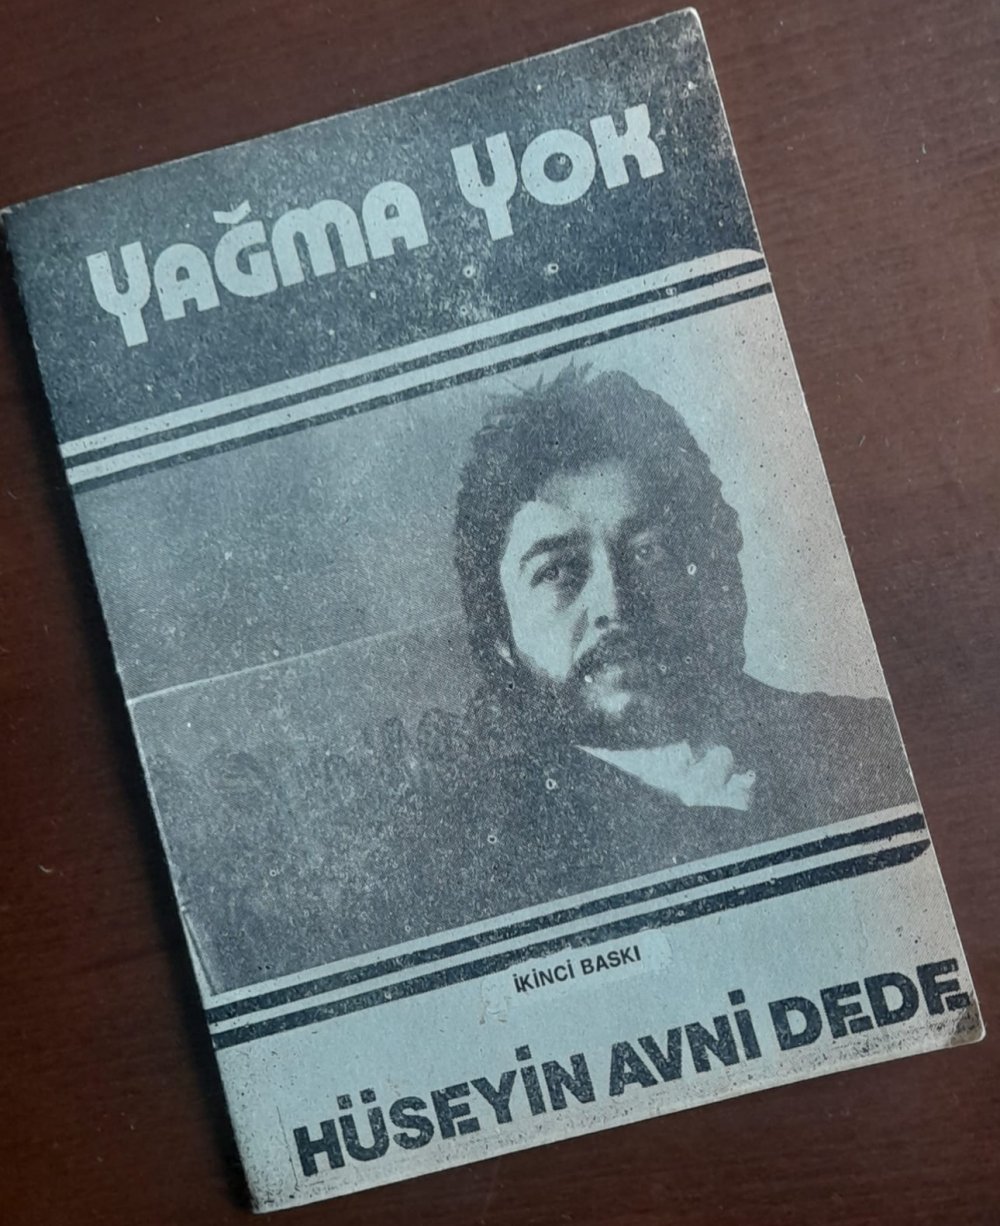 YAĞMA YOK
İKİNCİ BASKI
HÜSEYİN AVNİ DEDE